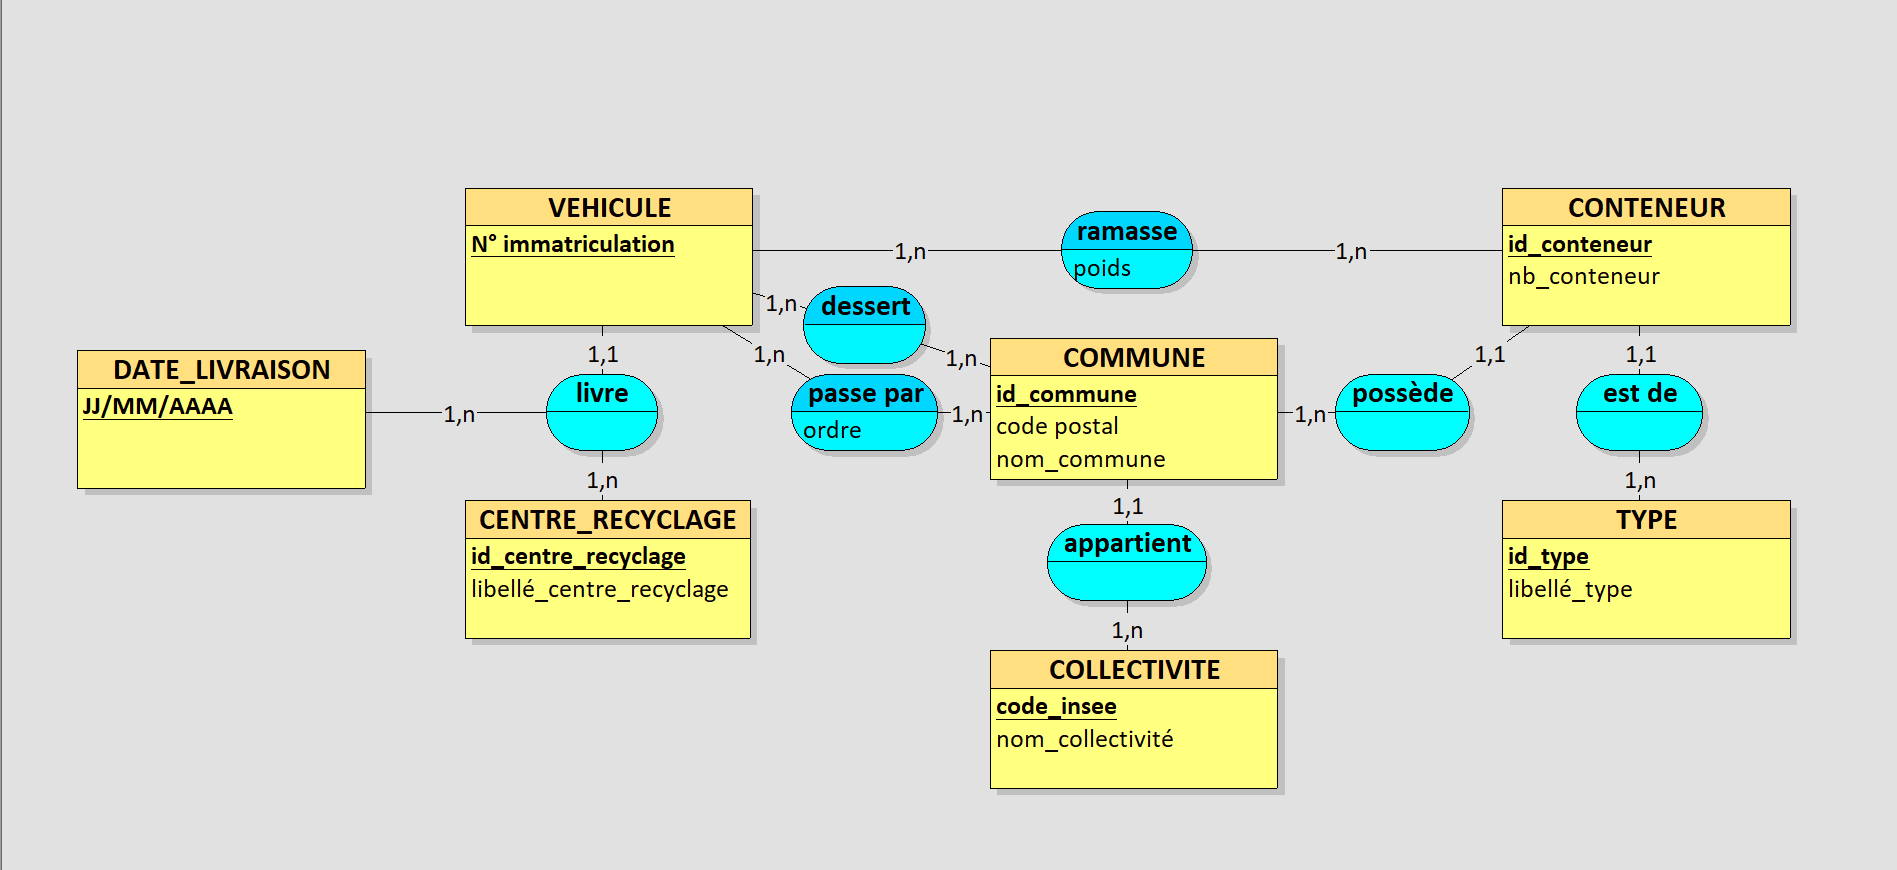 VEHICULE
N° immatriculation
1,n
ramasse
poids
1,n
CONTENEUR
id_conteneur
nb_conteneur
1,n
dessert
1,n
1,1
1,n
1,1
1,1
DATE_LIVRAISON
JJ/MM/AAAA
1,n
livre
passe par
ordre
1,n
COMMUNE
id_commune
code postal
nom_commune
1,n
possède
est de
1,n
1,n
CENTRE_RECYCLAGE
id_centre_recyclage
libellé_centre_recyclage
1,1
appartient
1,n
TYPE
id_type
libellé_type
COLLECTIVITE
code_insee
nom_collectivité